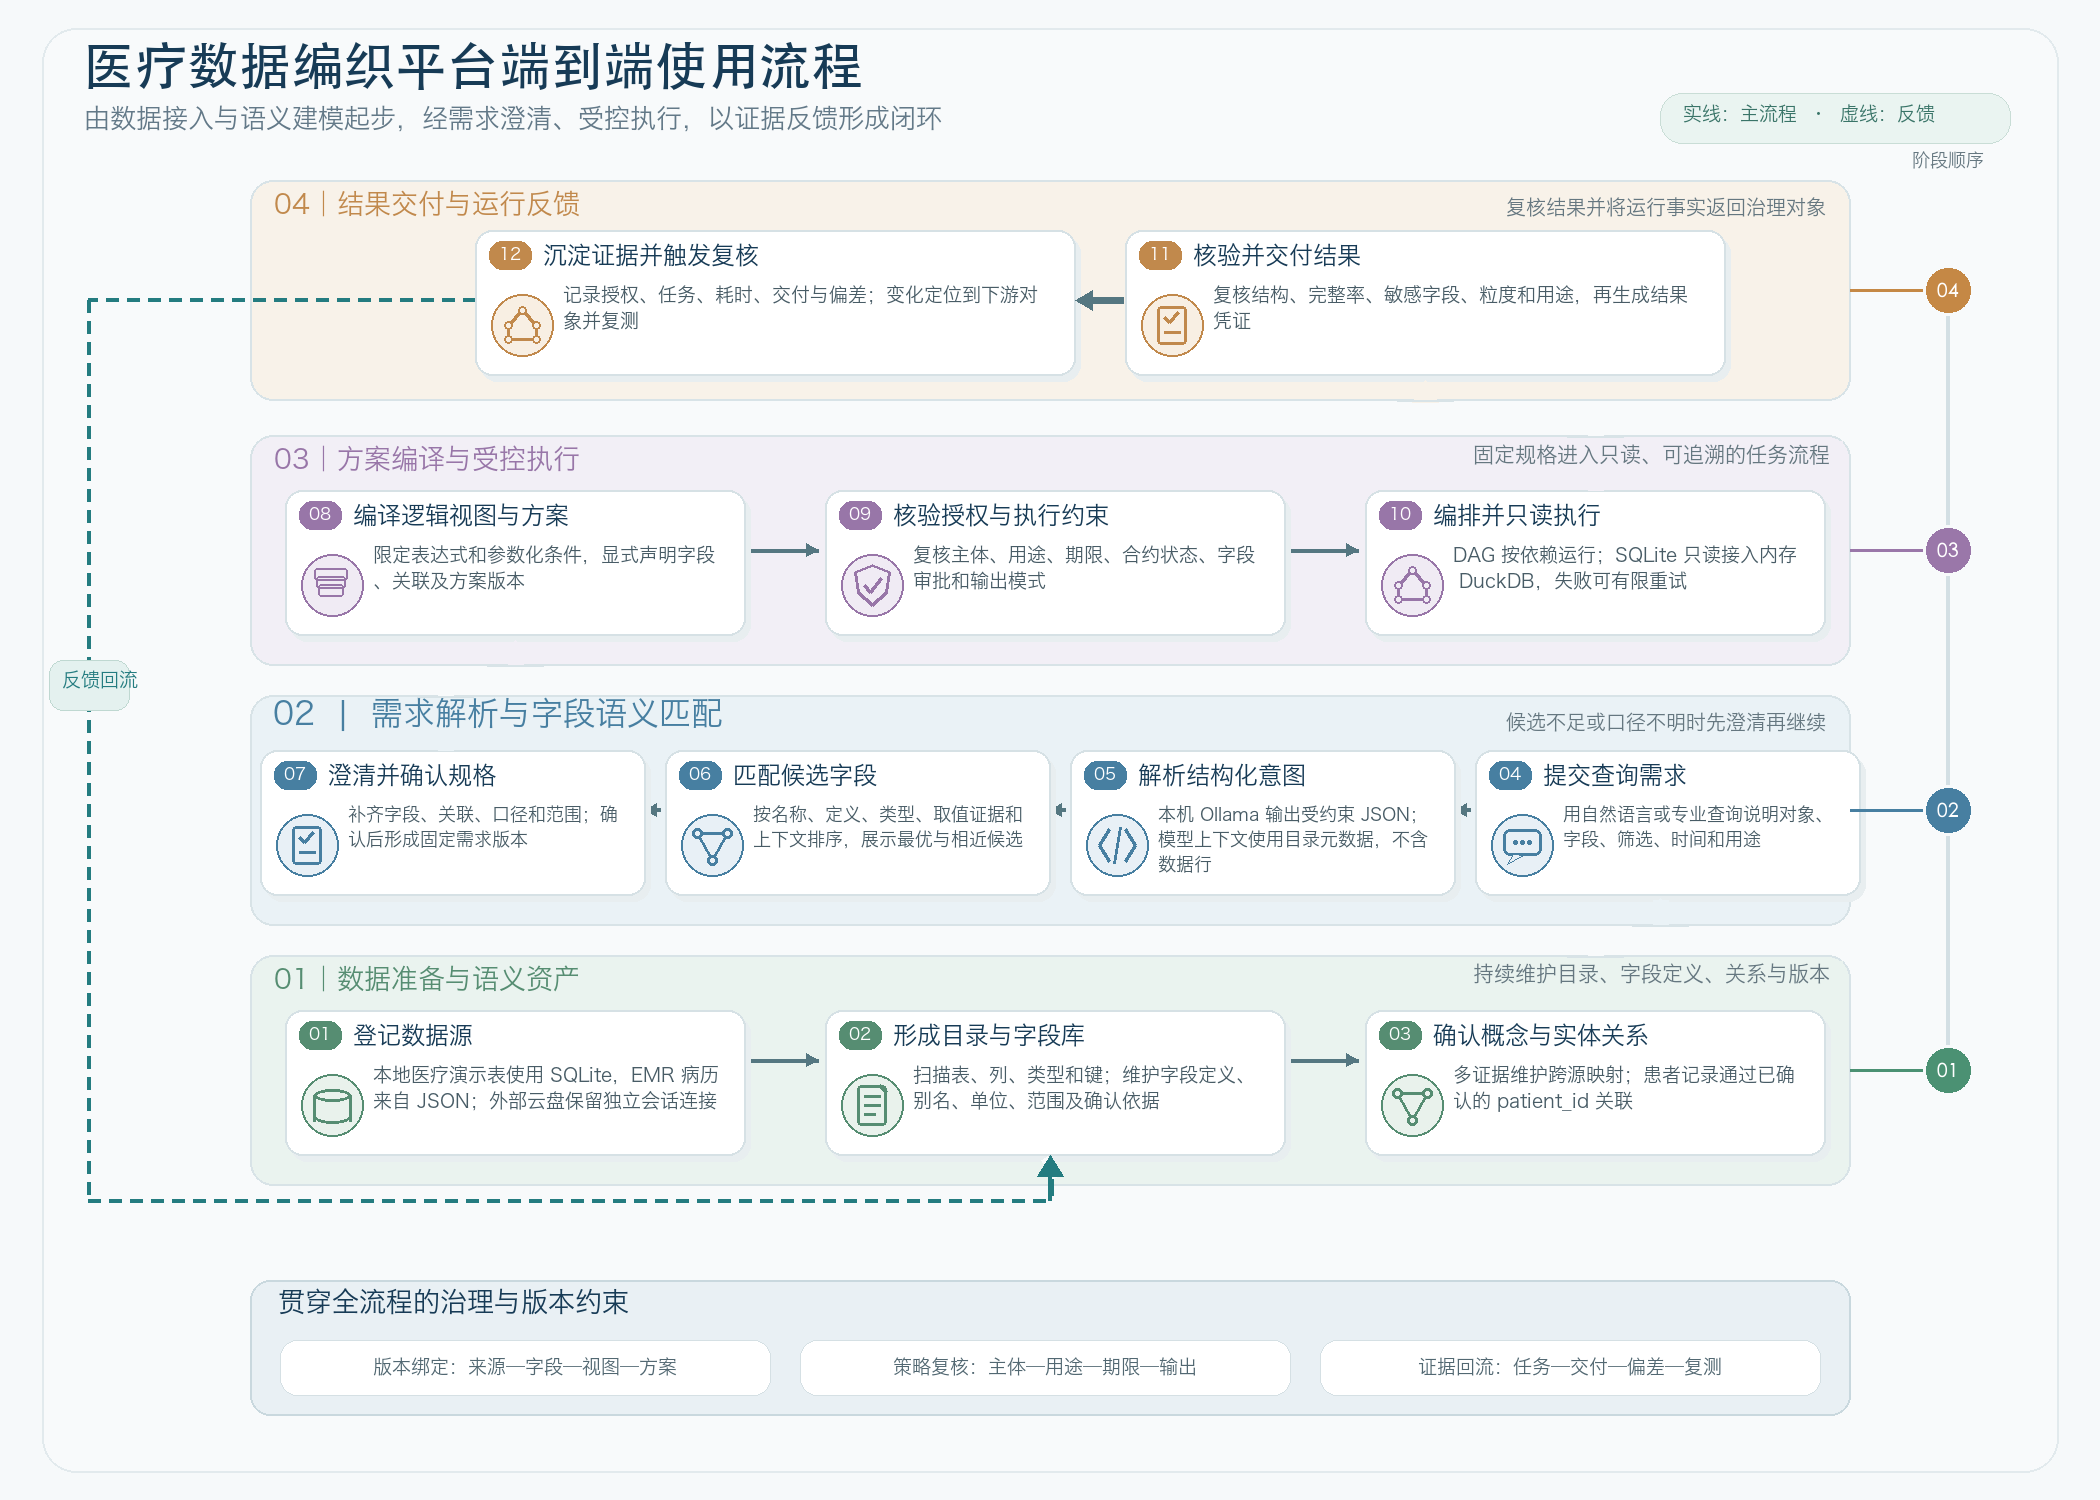 医疗数据编织平台端到端使用流程
由数据接入与语义建模起步，经需求澄清、受控执行，以证据反馈形成闭环
实线：主流程 · 虚线：反馈
阶段顺序
04｜结果交付与运行反馈
复核结果并将运行事实返回治理对象
12 沉淀证据并触发复核
记录授权、任务、耗时、交付与偏差；变化定位到下游对
象并复测
11 核验并交付结果
复核结构、完整率、敏感字段、粒度和用途，再生成结果
凭证
04
03｜方案编译与受控执行
固定规格进入只读、可追溯的任务流程
08 编译逻辑视图与方案
限定表达式和参数化条件，显式声明字段
、关联及方案版本
09 核验授权与执行约束
复核主体、用途、期限、合约状态、字段
审批和输出模式
10 编排并只读执行
DAG 按依赖运行；SQLite 只读接入内存
DuckDB，失败可有限重试
03
反馈回流
02 ｜ 需求解析与字段语义匹配
候选不足或口径不明时先澄清再继续
07 澄清并确认规格
补齐字段、关联、口径和范围；确
认后形成固定需求版本
06 匹配候选字段
按名称、定义、类型、取值证据和
上下文排序，展示最优与相近候选
05 解析结构化意图
本机 Ollama 输出受约束 JSON；
模型上下文使用目录元数据，不含
数据行
04 提交查询需求
用自然语言或专业查询说明对象、
字段、筛选、时间和用途
02
01｜数据准备与语义资产
持续维护目录、字段定义、关系与版本
01 登记数据源
本地医疗演示表使用 SQLite，EMR 病历
来自 JSON；外部云盘保留独立会话连接
02 形成目录与字段库
扫描表、列、类型和键；维护字段定义、
别名、单位、范围及确认依据
03 确认概念与实体关系
多证据维护跨源映射；患者记录通过已确
认的 patient_id 关联
01
贯穿全流程的治理与版本约束
版本绑定：来源—字段—视图—方案
策略复核：主体—用途—期限—输出
证据回流：任务—交付—偏差—复测